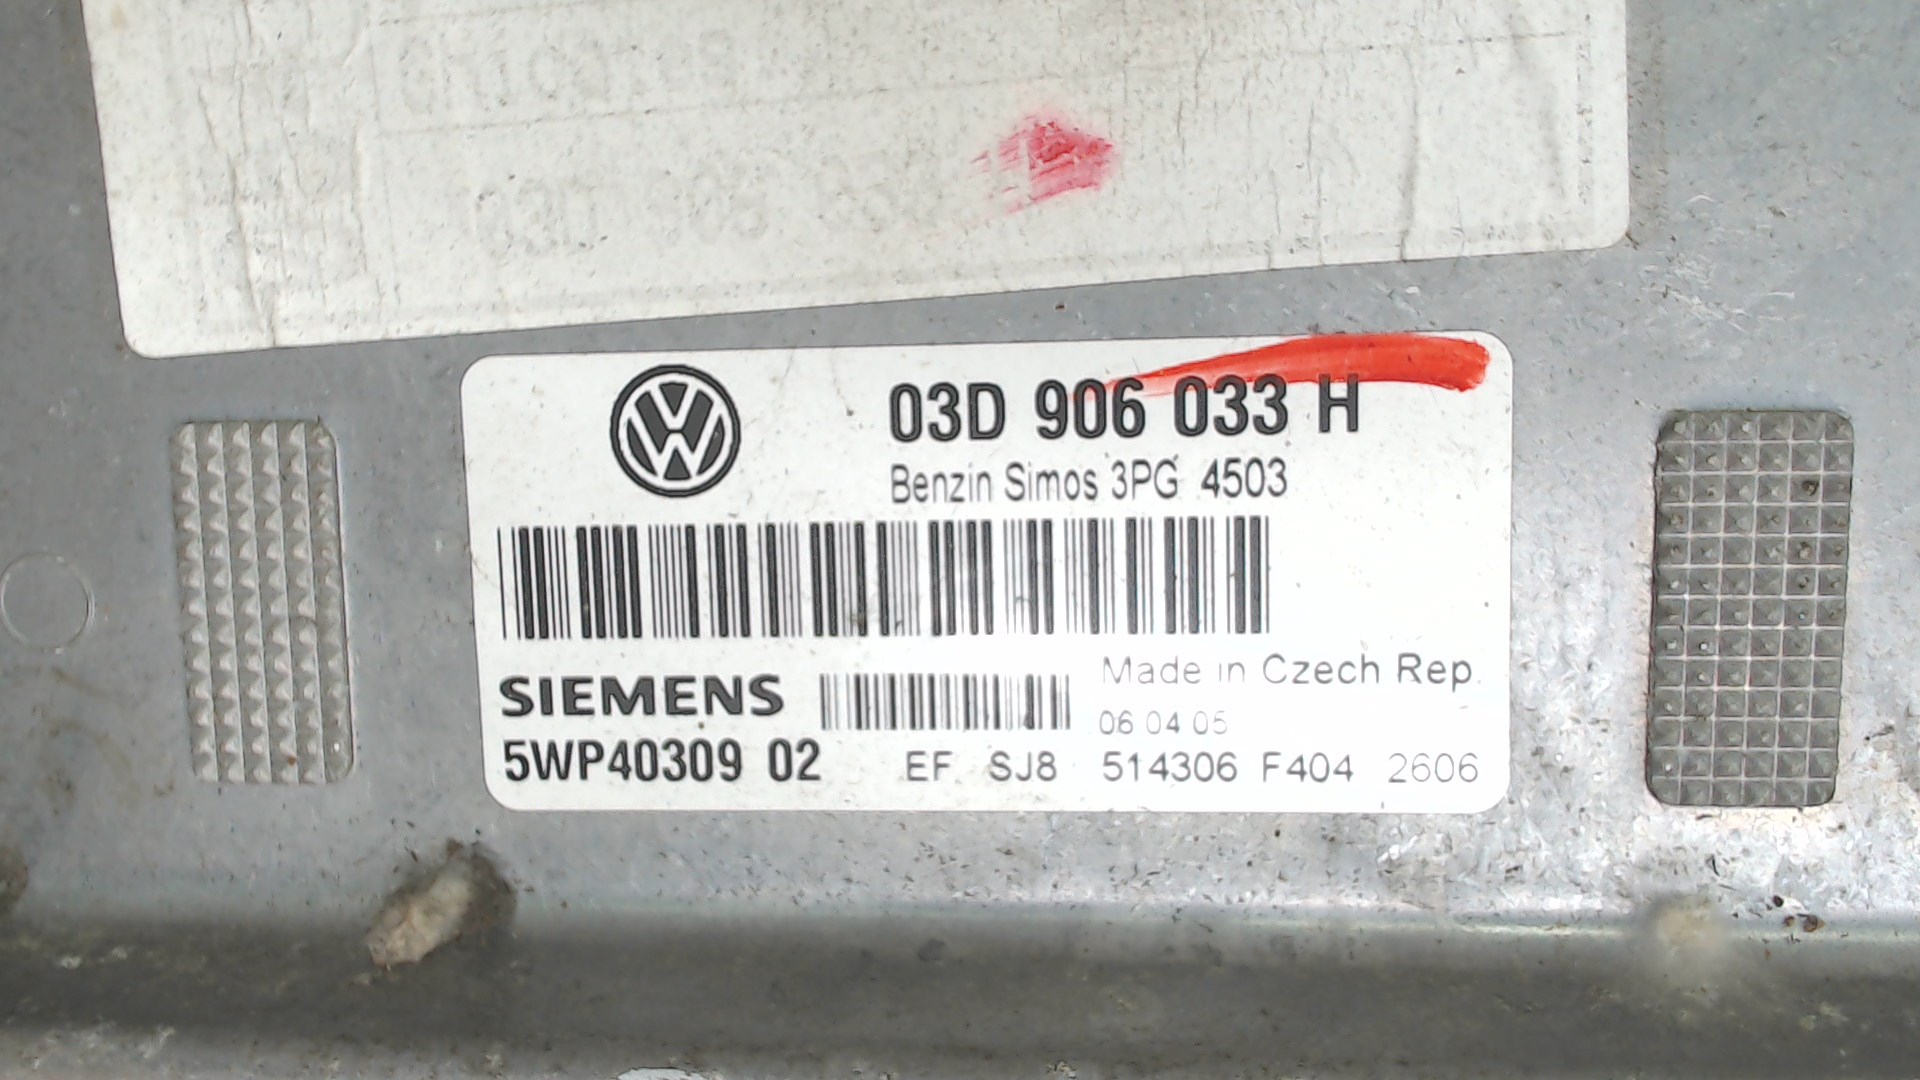 03D 906 033 H
Benzin Simos 3PG 4503
SIEMENS
Made in Czech Rep.
06 04 05
5WP40309 02 EF SJ8 514306 F404 2606